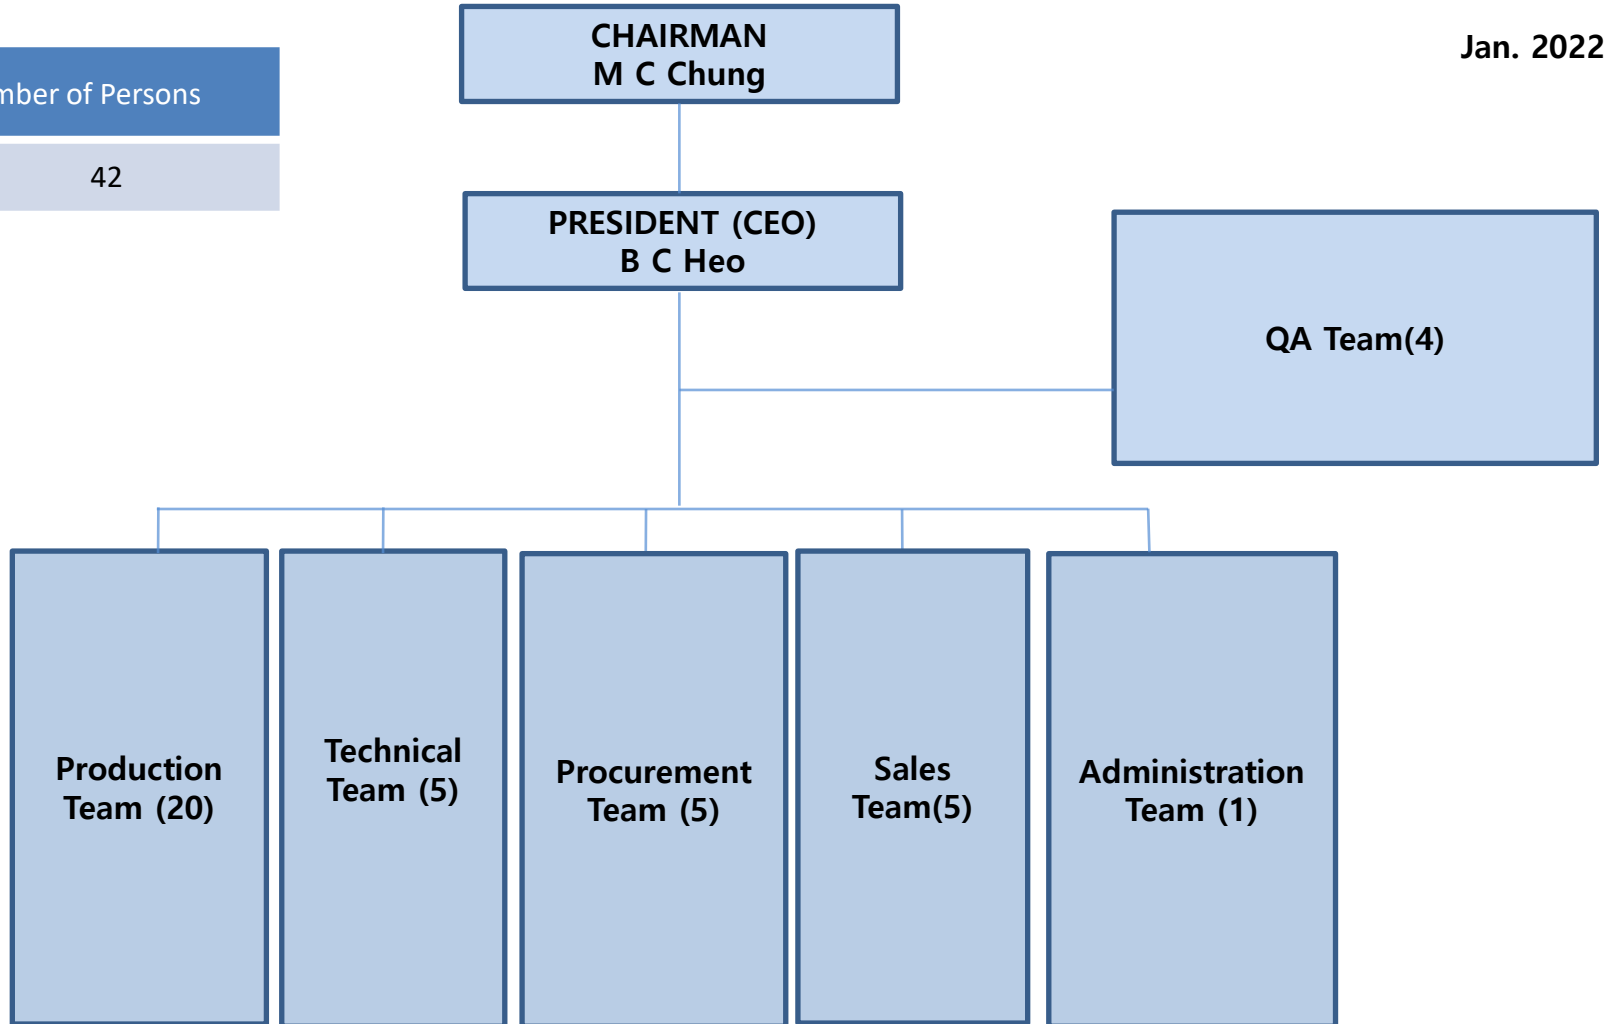 CHAIRMAN
M C Chung
Jan. 2022
of Persons
42
PRESIDENT (CEO)
B C Heo
QA Team(4)
Production
Team (20)
Technical
Team (5)
Procurement
Team (5)
Sales
Team(5)
Administration
Team (1)